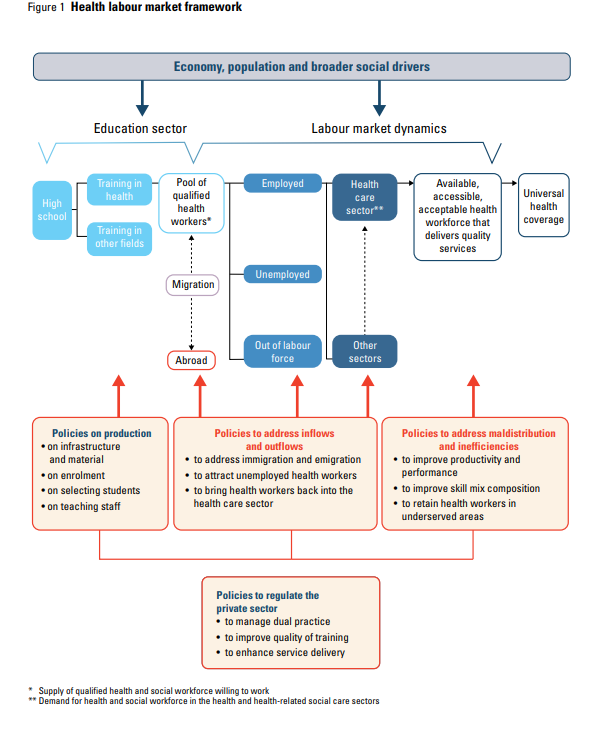 Figure 1 Health labour market framework
Economy, population and broader social drivers
Education sector
Labour market dynamics
High
school
Training in
health
Training in
other fields
Pool of
qualified
health
workers*
Migration
Abroad
Employed
Unemployed
Out of labour
force
Health
care
sector**
Other
sectors
Available,
accessible,
acceptable health
workforce that
delivers quality
services
Universal
health
coverage
Policies on production
• on infrastructure
and material
• on enrolment
• on selecting students
• on teaching staff
Policies to address inflows
and outflows
• to address immigration and emigration
• to attract unemployed health workers
• to bring health workers back into the
health care sector
Policies to address maldistribution
and inefficiencies
• to improve productivity and
performance
• to improve skill mix composition
• to retain health workers in
underserved areas
Policies to regulate the
private sector
• to manage dual practice
• to improve quality of training
• to enhance service delivery
* Supply of qualified health and social workforce willing to work
** Demand for health and social workforce in the health and health-related social care sectors